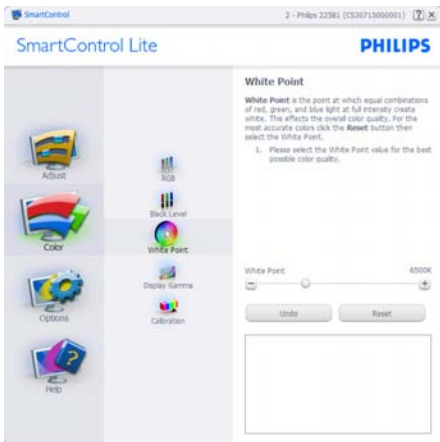 SmartControl
2 - Philips 225B1 (CS30715000001)
SmartControl Lite
PHILIPS
Adjust
Color
Options
Help
RGB
Black Level
White Point
Display Gamma
Calibration
White Point
White Point is the point at which equal combinations
of red, green, and blue light at full intensity create
white. This effects the overall color quality. For the
most accurate colors click the Reset button then
select the White Point.
1. Please select the White Point value for the best
possible color quality.
White Point 6500K
Undo Reset